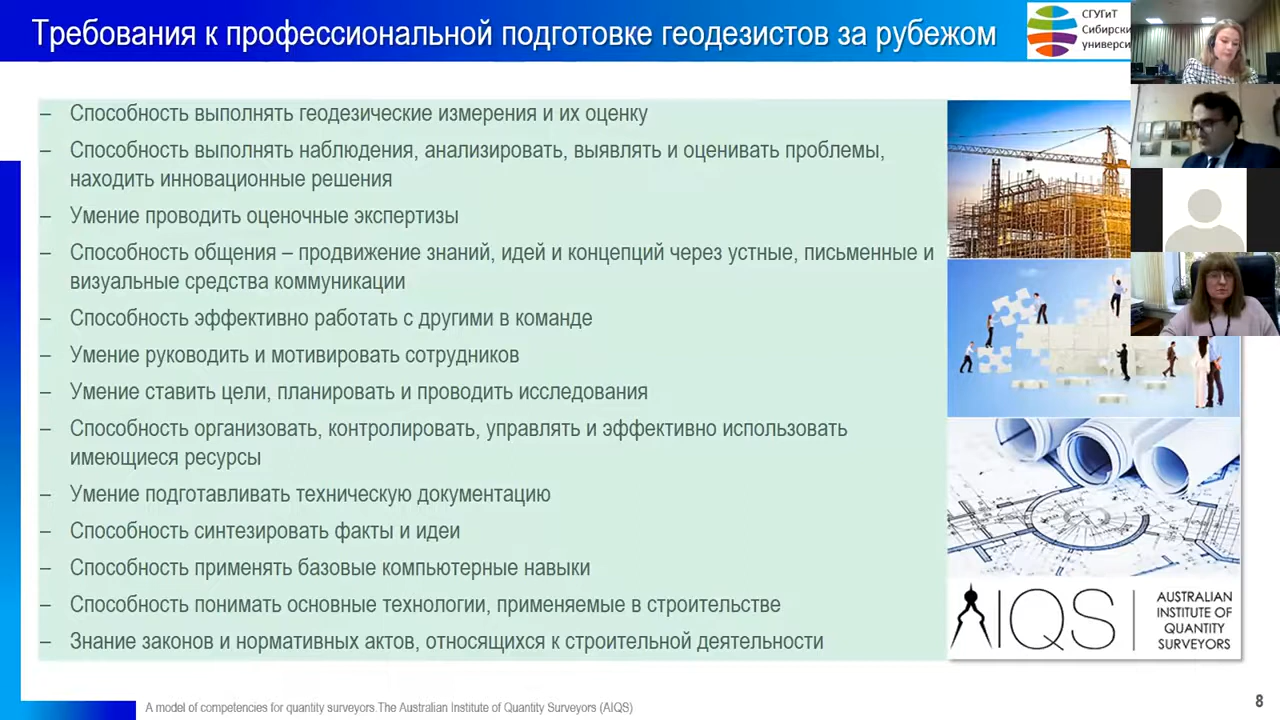 Требования к профессиональной подготовке геодезистов за рубежом
СГУГиТ
Сибирски
универси
– Способность выполнять геодезические измерения и их оценку
– Способность выполнять наблюдения, анализировать, выявлять и оценивать проблемы,
находить инновационные решения
– Умение проводить оценочные экспертизы
– Способность общения – продвижение знаний, идей и концепций через устные, письменные и
визуальные средства коммуникации
– Способность эффективно работать с другими в команде
– Умение руководить и мотивировать сотрудников
– Умение ставить цели, планировать и проводить исследования
– Способность организовать, контролировать, управлять и эффективно использовать
имеющиеся ресурсы
– Умение подготавливать техническую документацию
– Способность синтезировать факты и идеи
– Способность применять базовые компьютерные навыки
– Способность понимать основные технологии, применяемые в строительстве
– Знание законов и нормативных актов, относящихся к строительной деятельности
AIQS
AUSTRALIAN
INSTITUTE OF
QUANTITY
SURVEYORS
A model of competencies for quantity surveyors.The Australian Institute of Quantity Surveyors (AIQS)
8